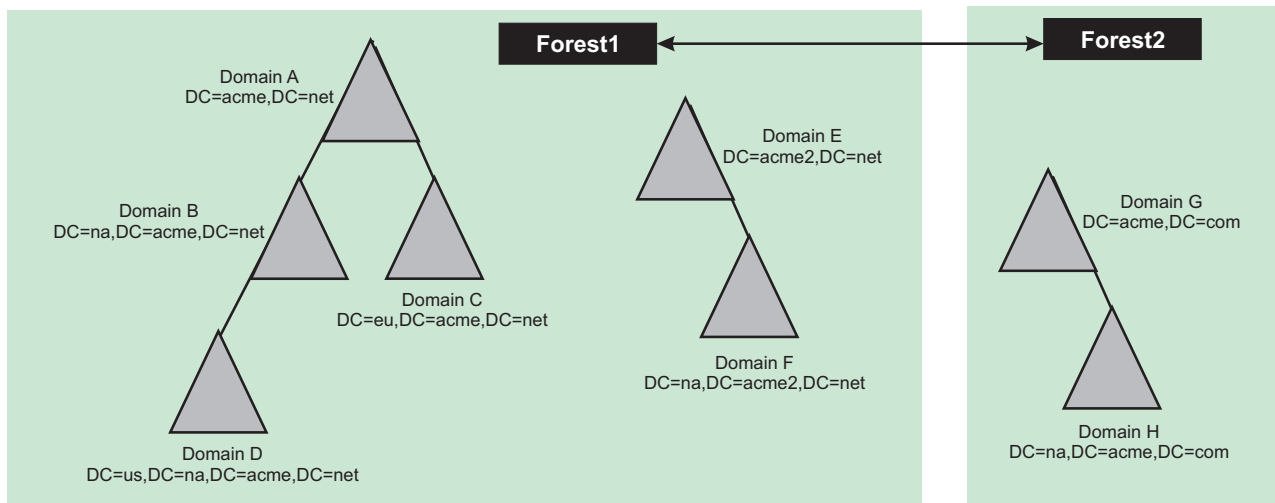 Forest1
Forest2
Domain A
DC=acme,DC=net
Domain B
DC=na,DC=acme,DC=net
Domain C
DC=eu,DC=acme,DC=net
Domain D
DC=us,DC=na,DC=acme,DC=net
Domain E
DC=acme2,DC=net
Domain F
DC=na,DC=acme2,DC=net
Domain G
DC=acme,DC=com
Domain H
DC=na,DC=acme,DC=com